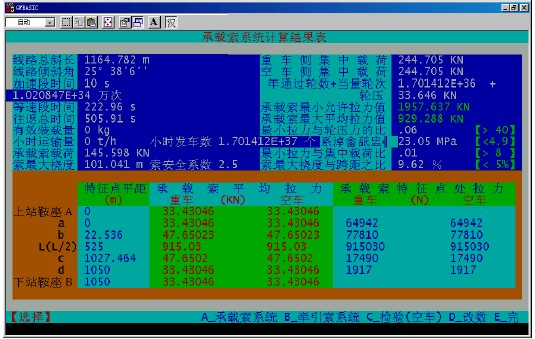 GWBASIC
自动
A
承载索系统计算结果表
线路总斜长 1164.782 m 重车侧集中载荷 244.705 KN
线路倾斜角 25° 38'6'' 空车侧集中载荷 244.705 KN
加速段时间 10 s 年通过轮数+当量轮次 1.701412E+36 +
1.020847E+34 万次 轮压 33.646 KN
等速段时间 222.96 s 承载索最小允许拉力值 1957.637 KN
往返总时间 505.91 s 承载索最大平均拉力值 929.288 KN
有效装载量 0 kg 最小拉力与轮压力的比 .06 [> 40]
小时运输量 0 t/h 小时发车数 1.701412E+37 个 23.05 MPa [<4.9]
承载索载荷 145.598 KN 最小拉力与集中载荷比 .01 [> 8 ]
索最大挠度 101.041 m 索安全系数 2.5 索最大挠度与跨距之比 9.62 % [< 5%]
特征点平距 承载索平均拉力 承载索特征点处拉力
(m) 重车 (KN) 空车 重车 (N) 空车
上站鞍座A 0 33.43046 33.43046
a 0 33.43046 33.43046 64942 64942
b 22.536 47.65023 47.65023 77810 77810
L(L/2) 525 915.03 915.03 915030 915030
c 1027.464 47.6502 47.6502 17490 17490
d 1050 33.43046 33.43046 1917 1917
下站鞍座B 1050 33.43046 33.43046
【选择】 A_承载索系统 B_牵引索系统 C_检验(空车) D_改数 E_完